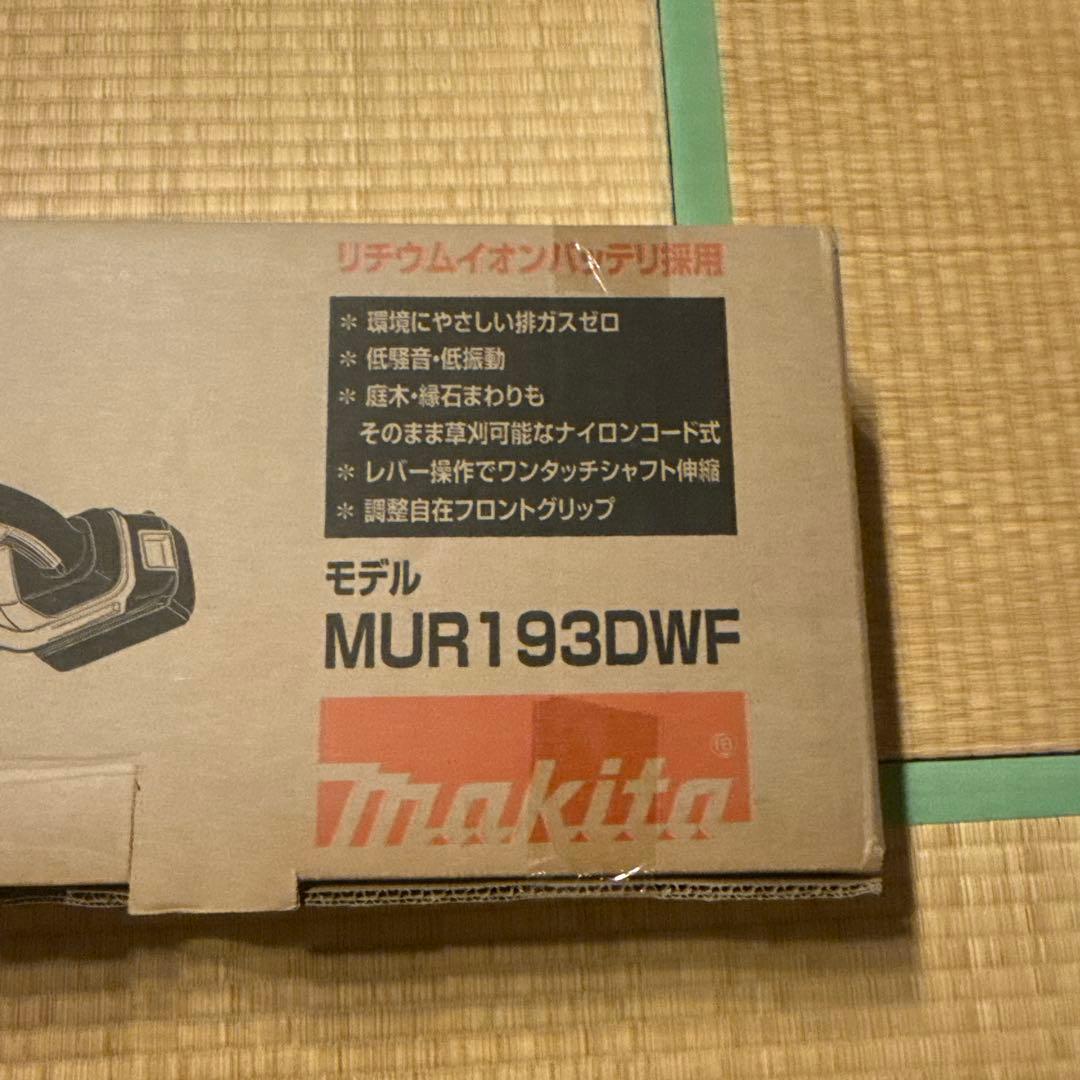 リチウムイオンバッテリ採用
＊ 環境にやさしい排ガスゼロ
＊ 低騒音・低振動
＊ 庭木・縁石まわりも
そのまま草刈可能なナイロンコード式
＊ レバー操作でワンタッチシャフト伸縮
＊ 調整自在フロントグリップ
モデル
MUR193DWF
makita